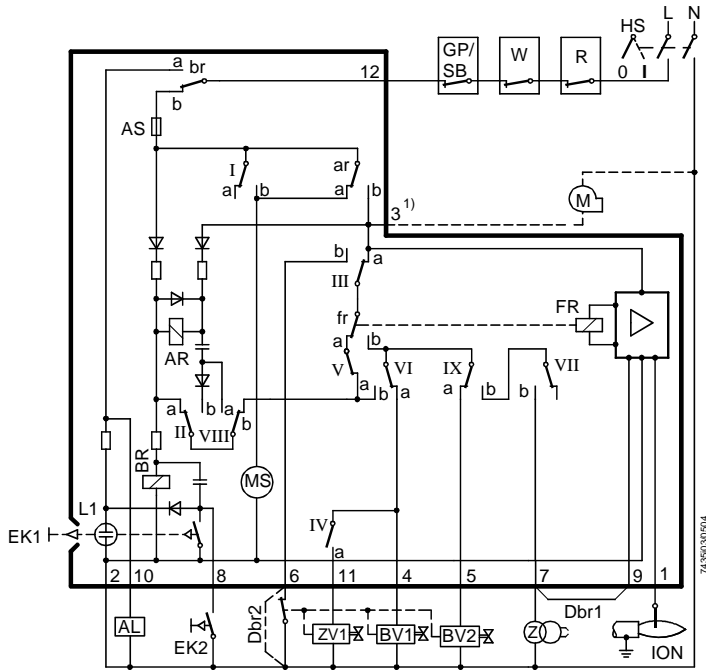 HS L N
GP/
SB
W
R
0 I
a br
12
b
AS
I
ar
a b a b
3 1)
M
b a
III
fr
FR
AR
a b
V
VI
IX
VII
b a
a b b
a b a b
II VIII
BR
MS
L1
EK1
IV
a
2 10 8 6 11 4 5 7 9 1
Dbr2
Dbr1
AL
EK2
ZV1
BV1
BV2
Z
ION
7435c03/0504